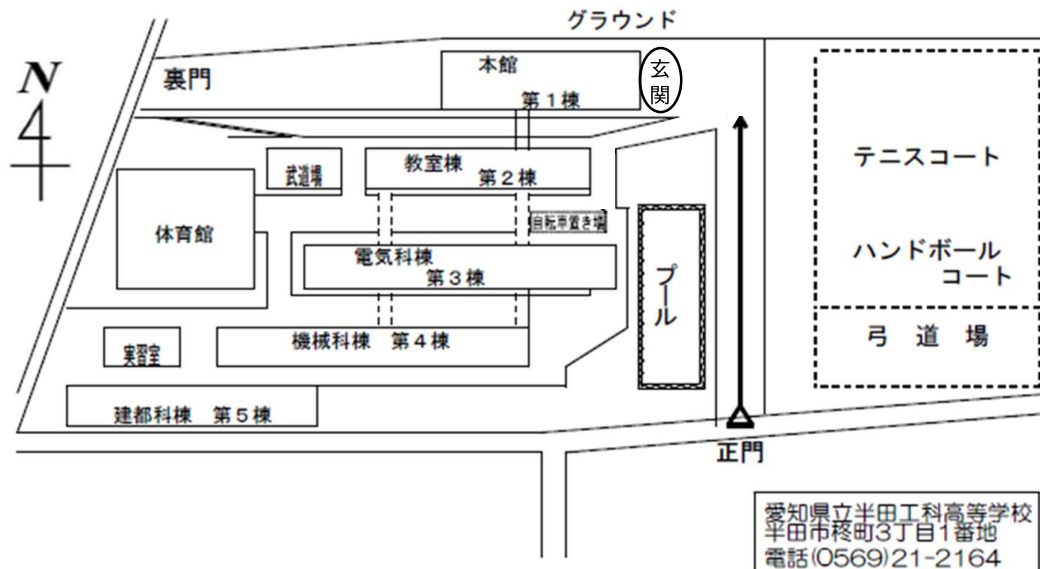 グラウンド
N
裏門
本館
第1棟
玄
関
武道場
教室棟
第2棟
テニスコート
体育館
自転車置き場
電気科棟
第3棟
プール
ハンドボール
コート
実習室
機械科棟 第4棟
弓道場
建都科棟 第5棟
正門
愛知県立半田工科高等学校
半田市柊町3丁目1番地
電話(0569)21-2164